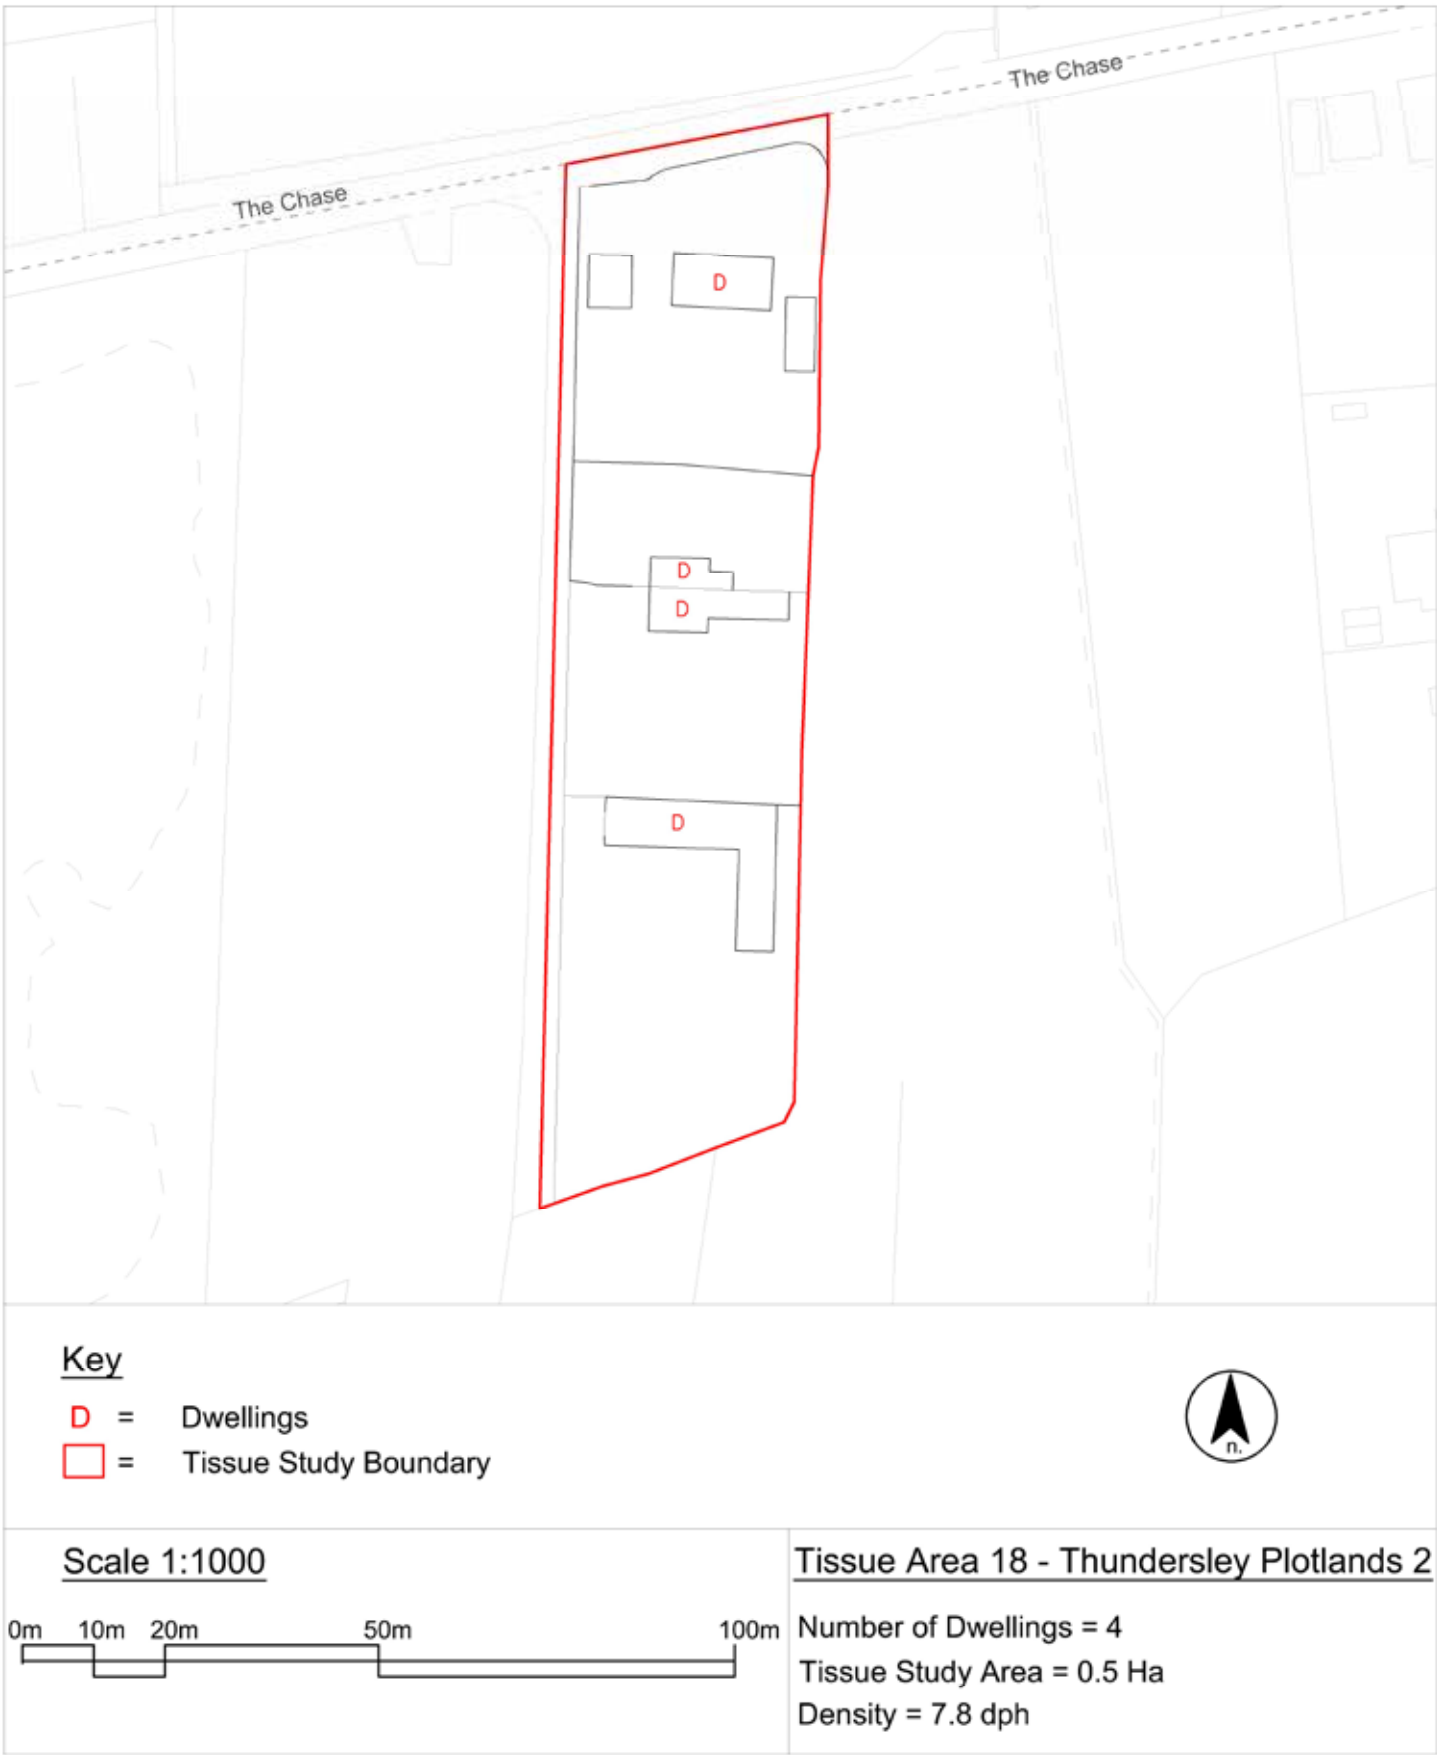 The Chase
The Chase
D
D
D
D
Key
D = Dwellings
= Tissue Study Boundary
n.
Scale 1:1000
0m 10m 20m 50m 100m
Tissue Area 18 - Thundersley Plotlands 2
Number of Dwellings = 4
Tissue Study Area = 0.5 Ha
Density = 7.8 dph